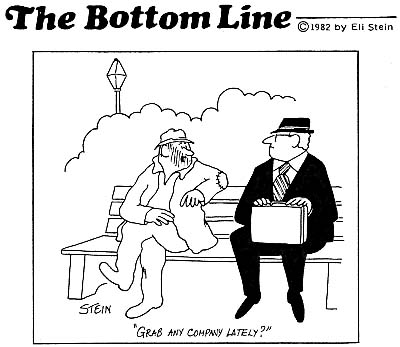 The Bottom Line ©1982 by Eli Stein
STEIN
"GRAB ANY COMPANY LATELY?"